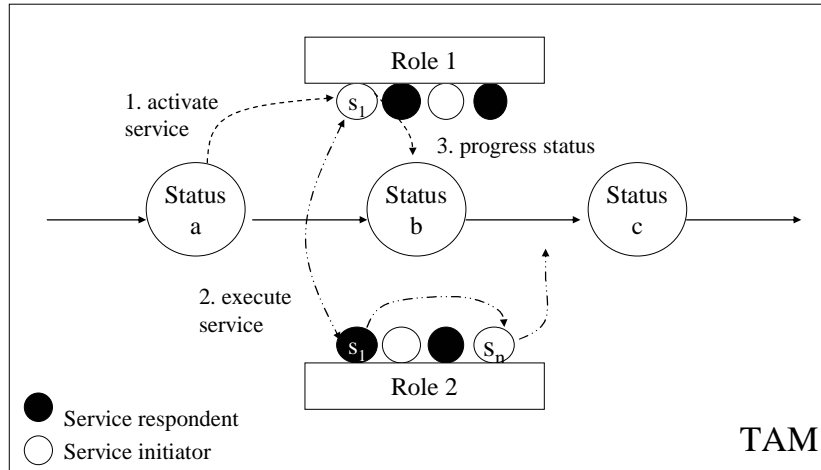 Role 1
1. activate
service
s1
3. progress status
Status
a
Status
b
Status
c
2. execute
service
s1
sn
Role 2
Service respondent
Service initiator
TAM